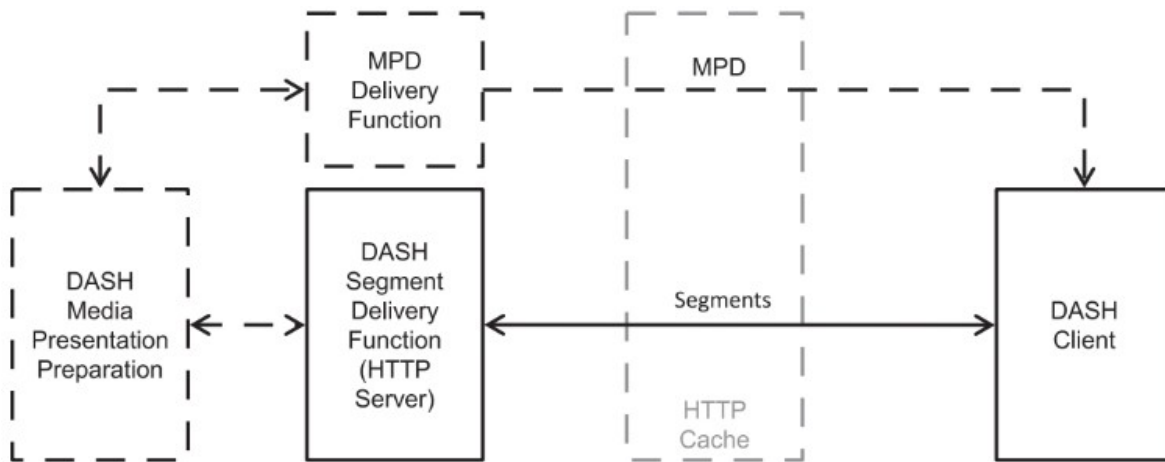 MPD
Delivery
Function
MPD
DASH
Media
Presentation
Preparation
DASH
Segment
Delivery
Function
(HTTP
Server)
Segments
HTTP
Cache
DASH
Client